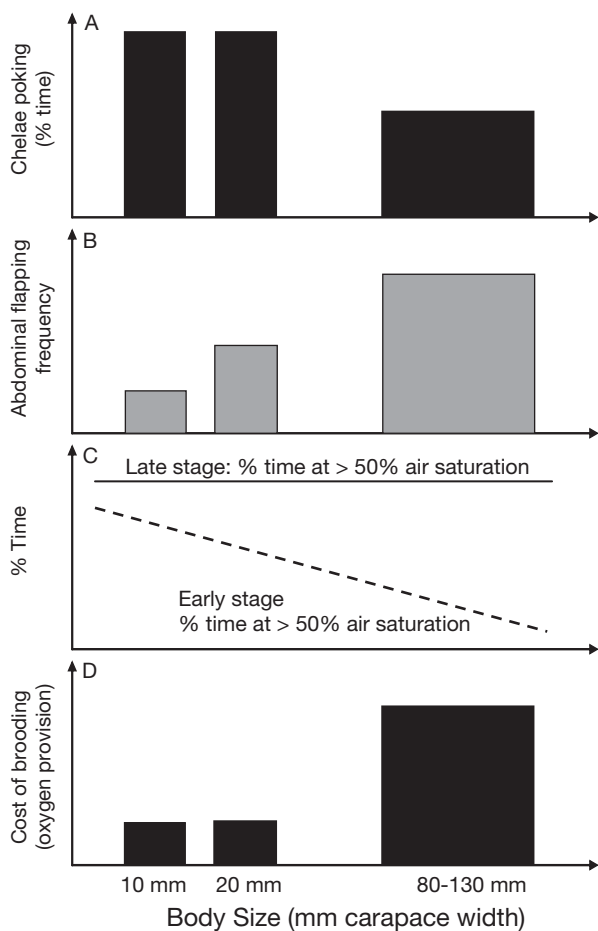 A
Chelae poking
(% time)
B
Abdominal flapping
frequency
C
Late stage: % time at > 50% air saturation
% Time
Early stage
% time at > 50% air saturation
D
Cost of brooding
(oxygen provision)
10 mm
20 mm
80-130 mm
Body Size (mm carapace width)